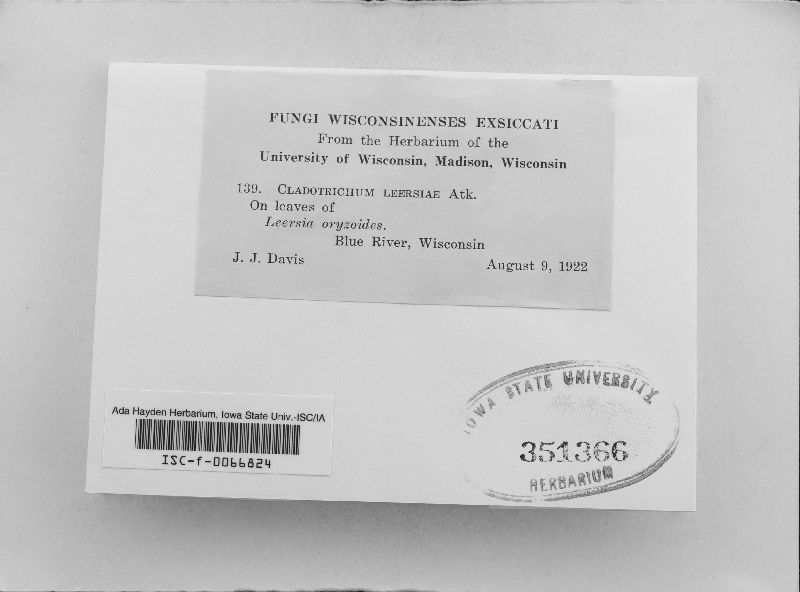 FUNGI WISCONSINENSES EXSICCATI
From the Herbarium of the
University of Wisconsin, Madison, Wisconsin
139. CLADOTRICHUM LEERSIAE Atk.
On leaves of
Leersia oryzoides.
Blue River, Wisconsin
J. J. Davis August 9, 1922
Ada Hayden Herbarium, Iowa State Univ.-ISC/IA
ISC-f-0066824
IOWA STATE UNIVERSITY
351366
HERBARIUM